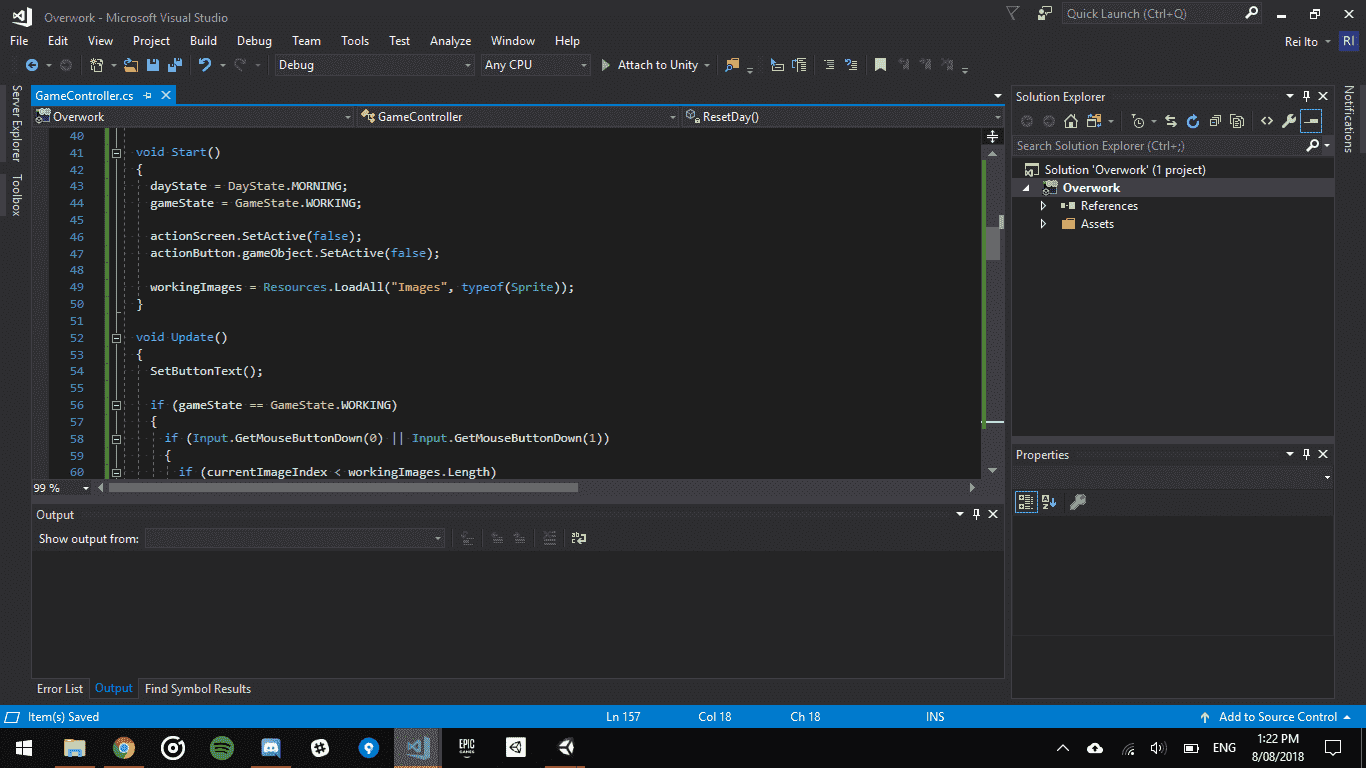 Overwork - Microsoft Visual Studio
Quick Launch (Ctrl+Q)
File Edit View Project Build Debug Team Tools Test Analyze Window Help
Rei Ito RI
Debug Any CPU Attach to Unity
Server Explorer
Toolbox
GameController.cs
Overwork GameController ResetDay()
40
41 void Start()
42 {
43 dayState = DayState.MORNING;
44 gameState = GameState.WORKING;
45
46 actionScreen.SetActive(false);
47 actionButton.gameObject.SetActive(false);
48
49 workingImages = Resources.LoadAll("Images", typeof(Sprite));
50 }
51
52 void Update()
53 {
54 SetButtonText();
55
56 if (gameState == GameState.WORKING)
57 {
58 if (Input.GetMouseButtonDown(0) || Input.GetMouseButtonDown(1))
59 {
60 if (currentImageIndex < workingImages.Length)
99 %
Output
Show output from:
Error List Output Find Symbol Results
Solution Explorer
Search Solution Explorer (Ctrl+;)
Solution 'Overwork' (1 project)
Overwork
References
Assets
Properties
Notifications
Item(s) Saved Ln 157 Col 18 Ch 18 INS Add to Source Control
EPIC
GAMES
ENG
1:22 PM
8/08/2018